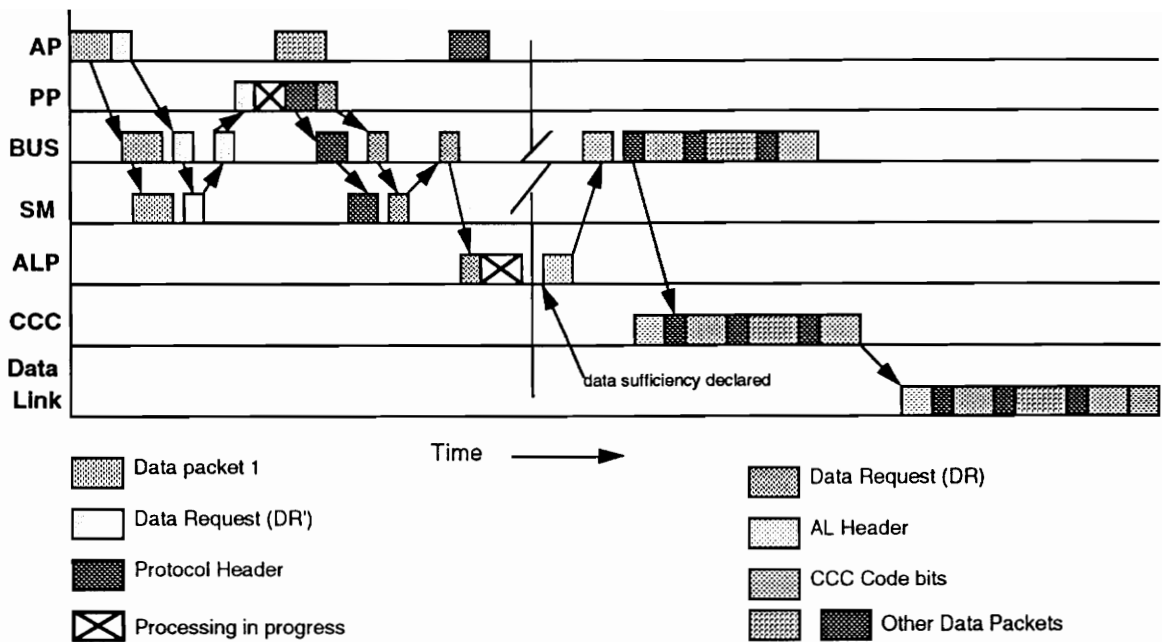 AP
PP
BUS
SM
ALP
CCC
data sufficiency declared
Data
Link
Time
Data packet 1
Data Request (DR')
Protocol Header
Processing in progress
Data Request (DR)
AL Header
CCC Code bits
Other Data Packets